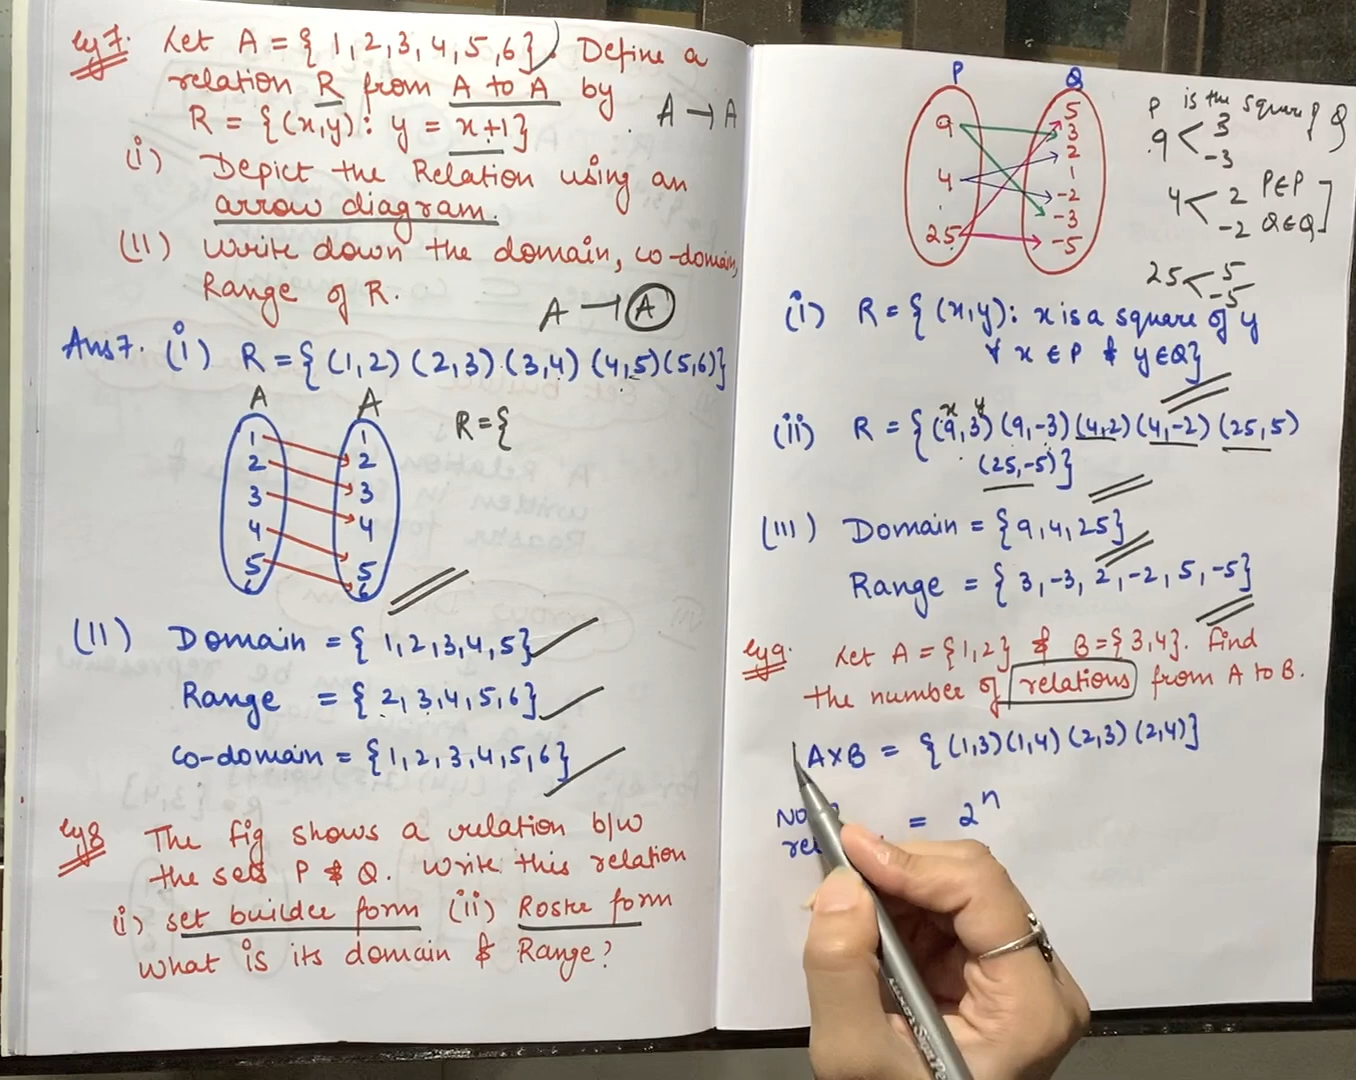 eg7. Let A = { 1,2,3,4,5,6}. Define a
relation R from A to A by
R = {(x,y): y = x+1}
A → A
(i) Depict the Relation using an
arrow diagram.
(II) Write down the domain, co-domain,
Range of R.
A → A
Ans7. (i) R = { (1,2) (2,3) (3,4) (4,5) (5,6)}
A A
R = {
1 1
2 2
3 3
4 4
5 5
6 6
(II) Domain = { 1,2,3,4,5}
Range = { 2,3,4,5,6}
co-domain = {1,2,3,4,5,6}
eg8 The fig shows a relation b/w
the sets P & Q. Write this relation
(i) set builder form (ii) Roster form
What is its domain & Range?
P Q
9
4
25
5
3
2
1
-2
-3
-5
P is the square of Q
9 < 3
-3
4 < 2 P∈P
-2 Q∈Q
25 < 5
-5
(i) R = { (x,y): x is a square of y
∀ x ∈ P & y ∈ Q}
x y
(ii) R = { (9,3) (9,-3) (4,2) (4,-2) (25,5)
(25,-5)}
(III) Domain = {9,4,25}
Range = { 3,-3, 2,-2, 5,-5}
eg9. Let A = {1,2} & B = {3,4}. find
the number of relations from A to B.
A×B = { (1,3) (1,4) (2,3) (2,4)}
= 2ⁿ